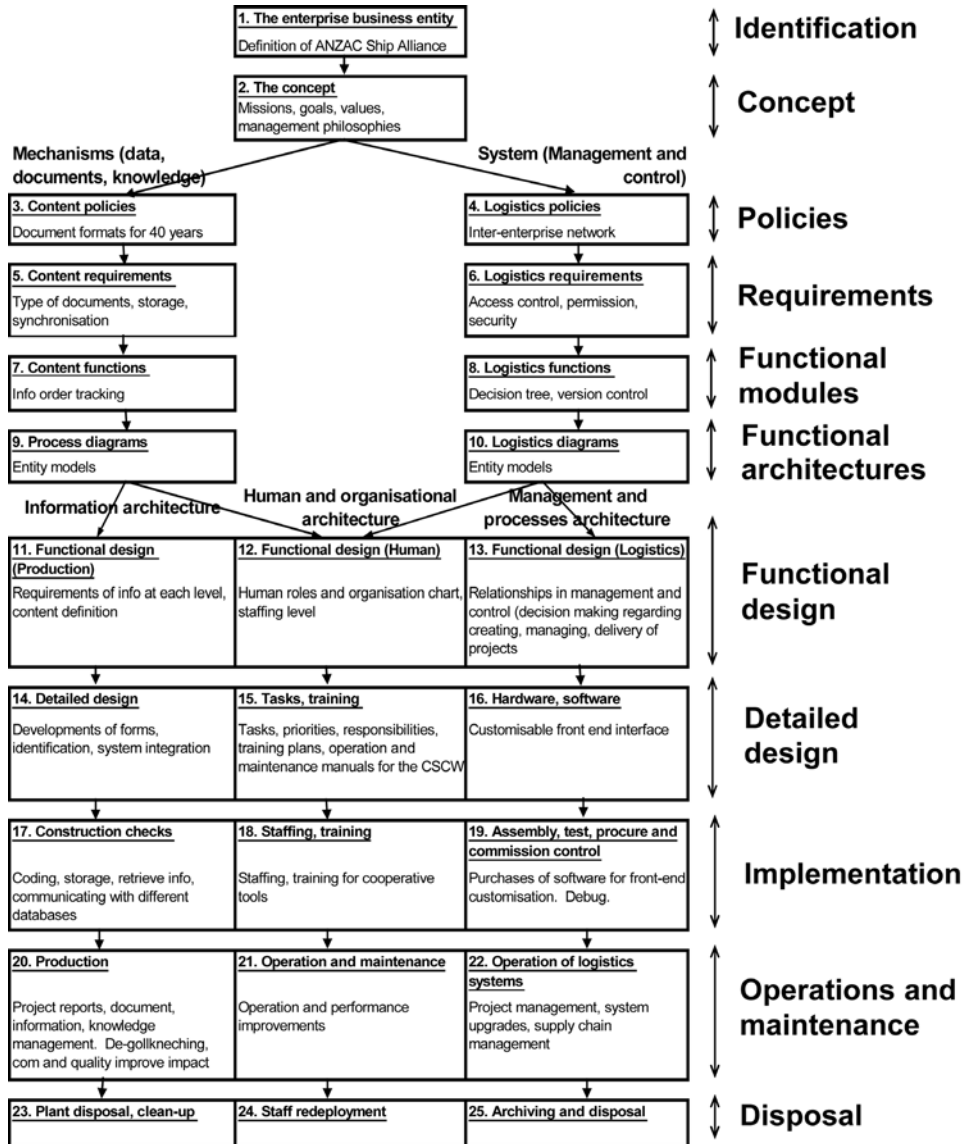 1. The enterprise business entity
Definition of ANZAC Ship Alliance
Identification
2. The concept
Missions, goals, values,
management philosophies
Concept
Mechanisms (data,
documents, knowledge)
System (Management and
control)
3. Content policies
Document formats for 40 years
4. Logistics policies
Inter-enterprise network
Policies
5. Content requirements
Type of documents, storage,
synchronisation
6. Logistics requirements
Access control, permission,
security
Requirements
7. Content functions
Info order tracking
8. Logistics functions
Decision tree, version control
Functional
modules
9. Process diagrams
Entity models
10. Logistics diagrams
Entity models
Functional
architectures
Information architecture
Human and organisational
architecture
Management and
processes architecture
11. Functional design
(Production)
Requirements of info at each level,
content definition
12. Functional design (Human)
Human roles and organisation chart,
staffing level
13. Functional design (Logistics)
Relationships in management and
control (decision making regarding
creating, managing, delivery of
projects
Functional
design
14. Detailed design
Developments of forms,
identification, system integration
15. Tasks, training
Tasks, priorities, responsibilities,
training plans, operation and
maintenance manuals for the CSCW
16. Hardware, software
Customisable front end interface
Detailed
design
17. Construction checks
Coding, storage, retrieve info,
communicating with different
databases
18. Staffing, training
Staffing, training for cooperative
tools
19. Assembly, test, procure and
commission control
Purchases of software for front-end
customisation. Debug.
Implementation
20. Production
Project reports, document,
information, knowledge
management. De-gollkneching,
com and quality improve impact
21. Operation and maintenance
Operation and performance
improvements
22. Operation of logistics
systems
Project management, system
upgrades, supply chain
management
Operations and
maintenance
23. Plant disposal, clean-up
24. Staff redeployment
25. Archiving and disposal
Disposal